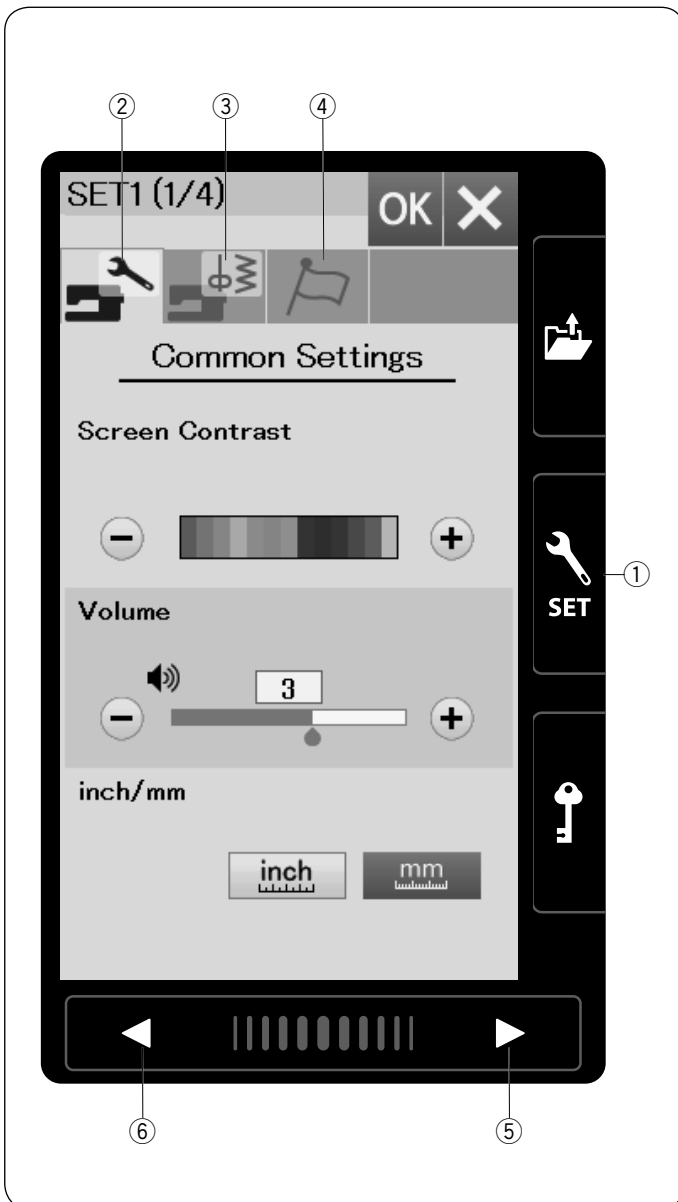 ② ③ ④
SET1 (1/4) OK
Common Settings
Screen Contrast
SET
①
Volume
3
inch/mm
inch mm
⑥ ⑤